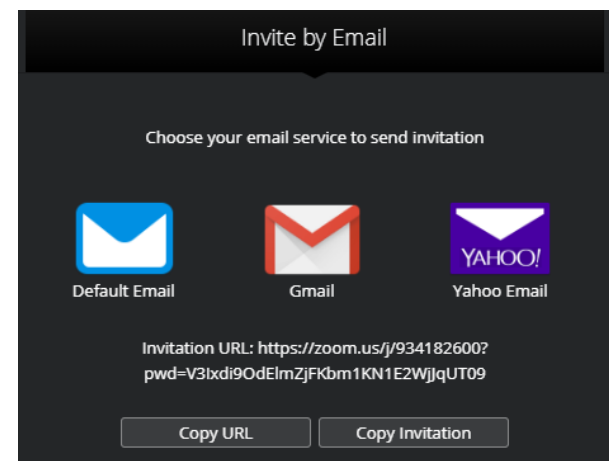 Invite by Email
Choose your email service to send invitation
YAHOO!
Default Email
Gmail
Yahoo Email
Invitation URL: https://zoom.us/j/934182600?
pwd=V3Ixdi9OdElmZjFKbm1KN1E2WjJqUT09
Copy URL
Copy Invitation